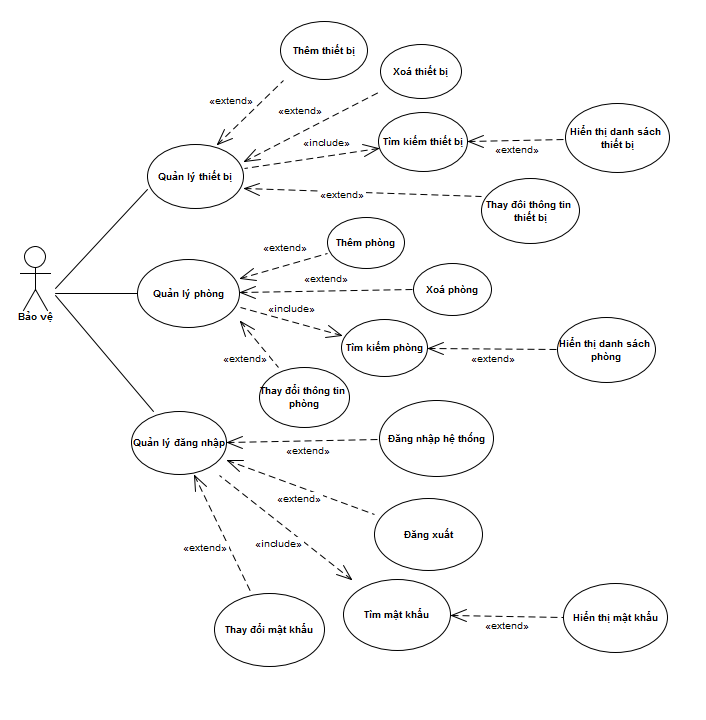 Thêm thiết bị
Xoá thiết bị
«extend»
«extend»
«include»
Tìm kiếm thiết bị
Hiển thị danh sách
thiết bị
«extend»
Quản lý thiết bị
«extend»
Thay đổi thông tin
thiết bị
Thêm phòng
«extend»
«extend»
Xoá phòng
Quản lý phòng
«include»
Bảo vệ
Tìm kiếm phòng
Hiển thị danh sách
phòng
«extend»
«extend»
Thay đổi thông tin
phòng
Quản lý đăng nhập
Đăng nhập hệ thống
«extend»
«extend»
Đăng xuất
«extend»
«include»
Thay đổi mật khẩu
Tìm mật khẩu
Hiển thị mật khẩu
«extend»